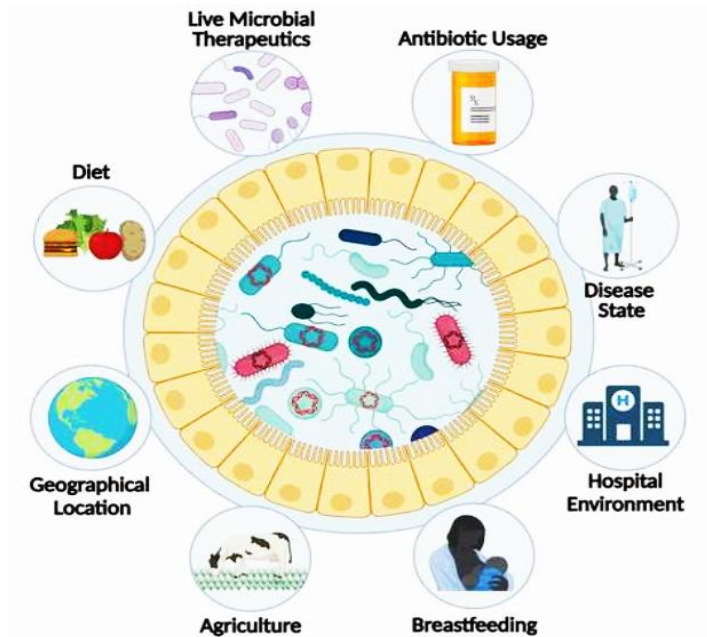 Live Microbial
Therapeutics
Antibiotic Usage
Diet
Disease
State
H
Geographical
Location
Hospital
Environment
Agriculture
Breastfeeding